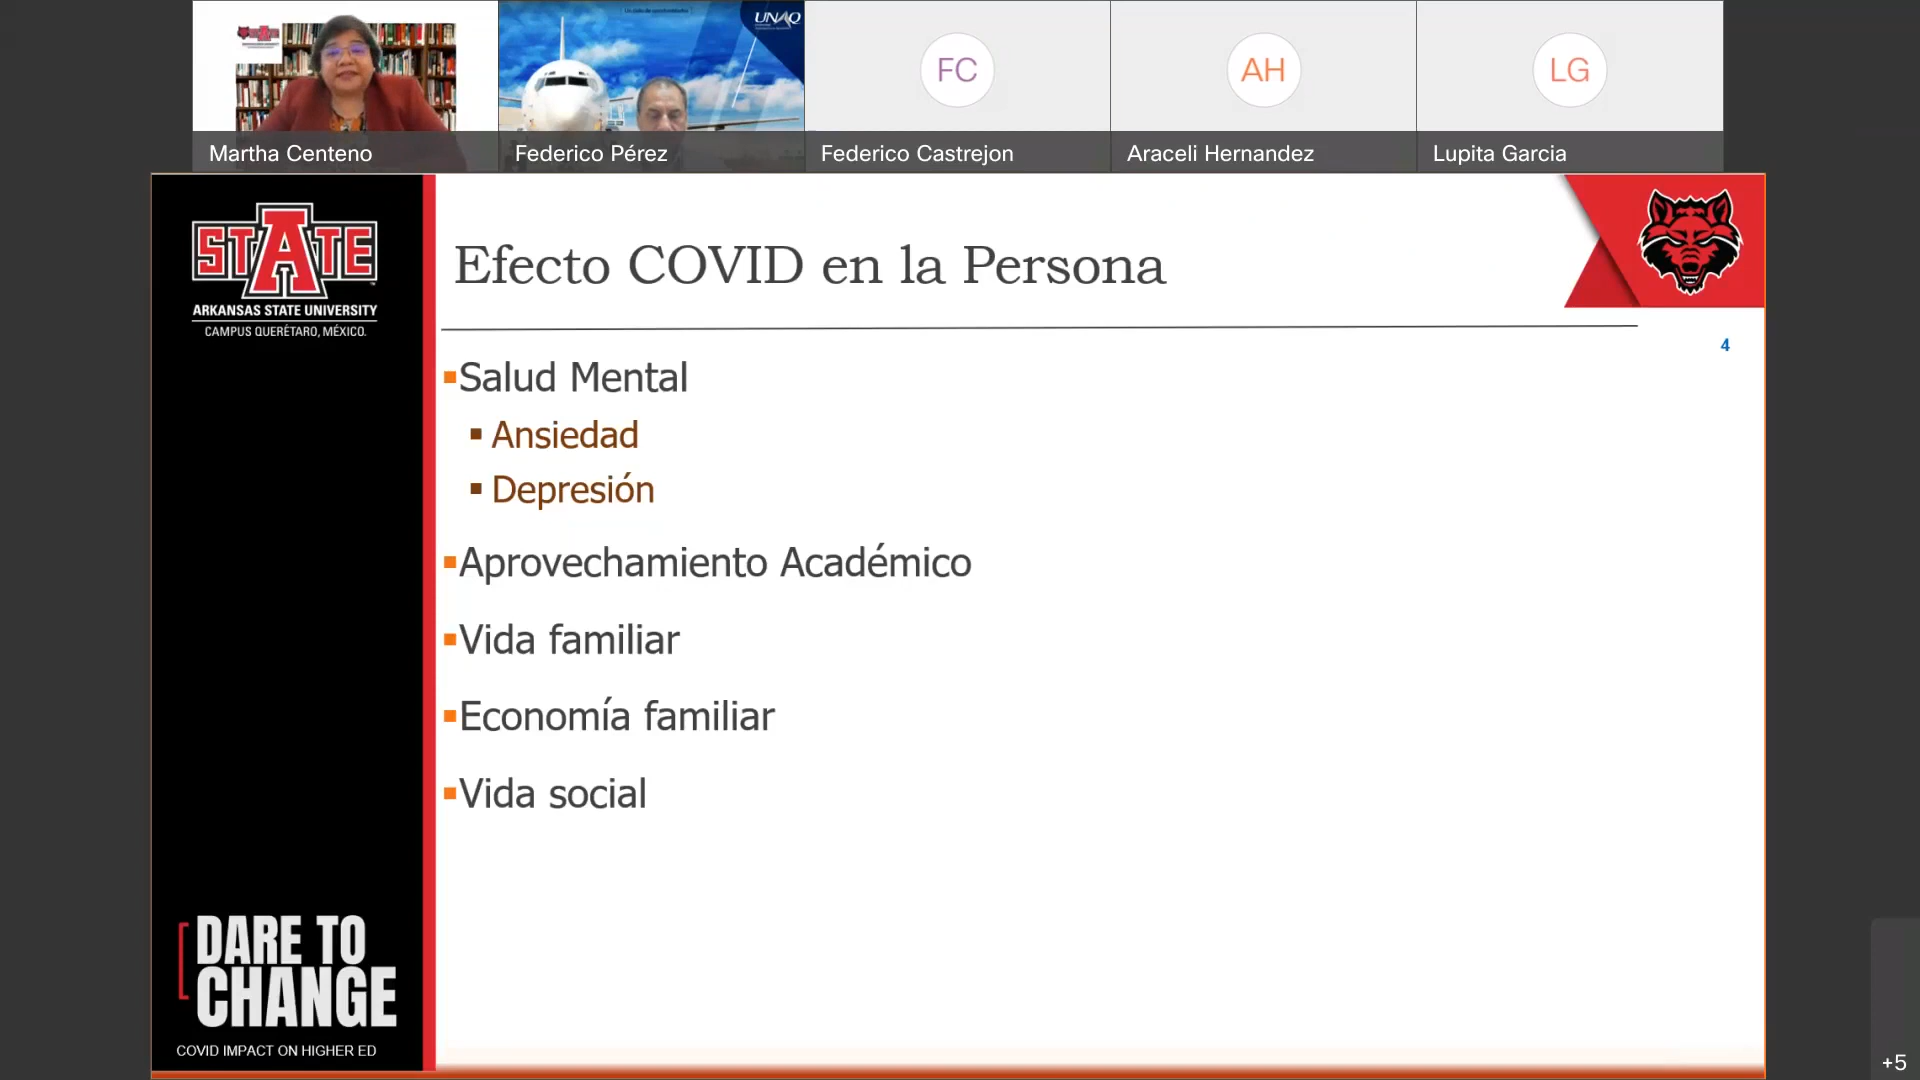 UNAQ
FC
AH
LG
Martha Centeno
Federico Pérez
Federico Castrejon
Araceli Hernandez
Lupita Garcia
STATE
ARKANSAS STATE UNIVERSITY
CAMPUS QUERÉTARO, MÉXICO.
Efecto COVID en la Persona
4
▪Salud Mental
▪ Ansiedad
▪ Depresión
▪Aprovechamiento Académico
▪Vida familiar
▪Economía familiar
▪Vida social
DARE TO
CHANGE
COVID IMPACT ON HIGHER ED
+5